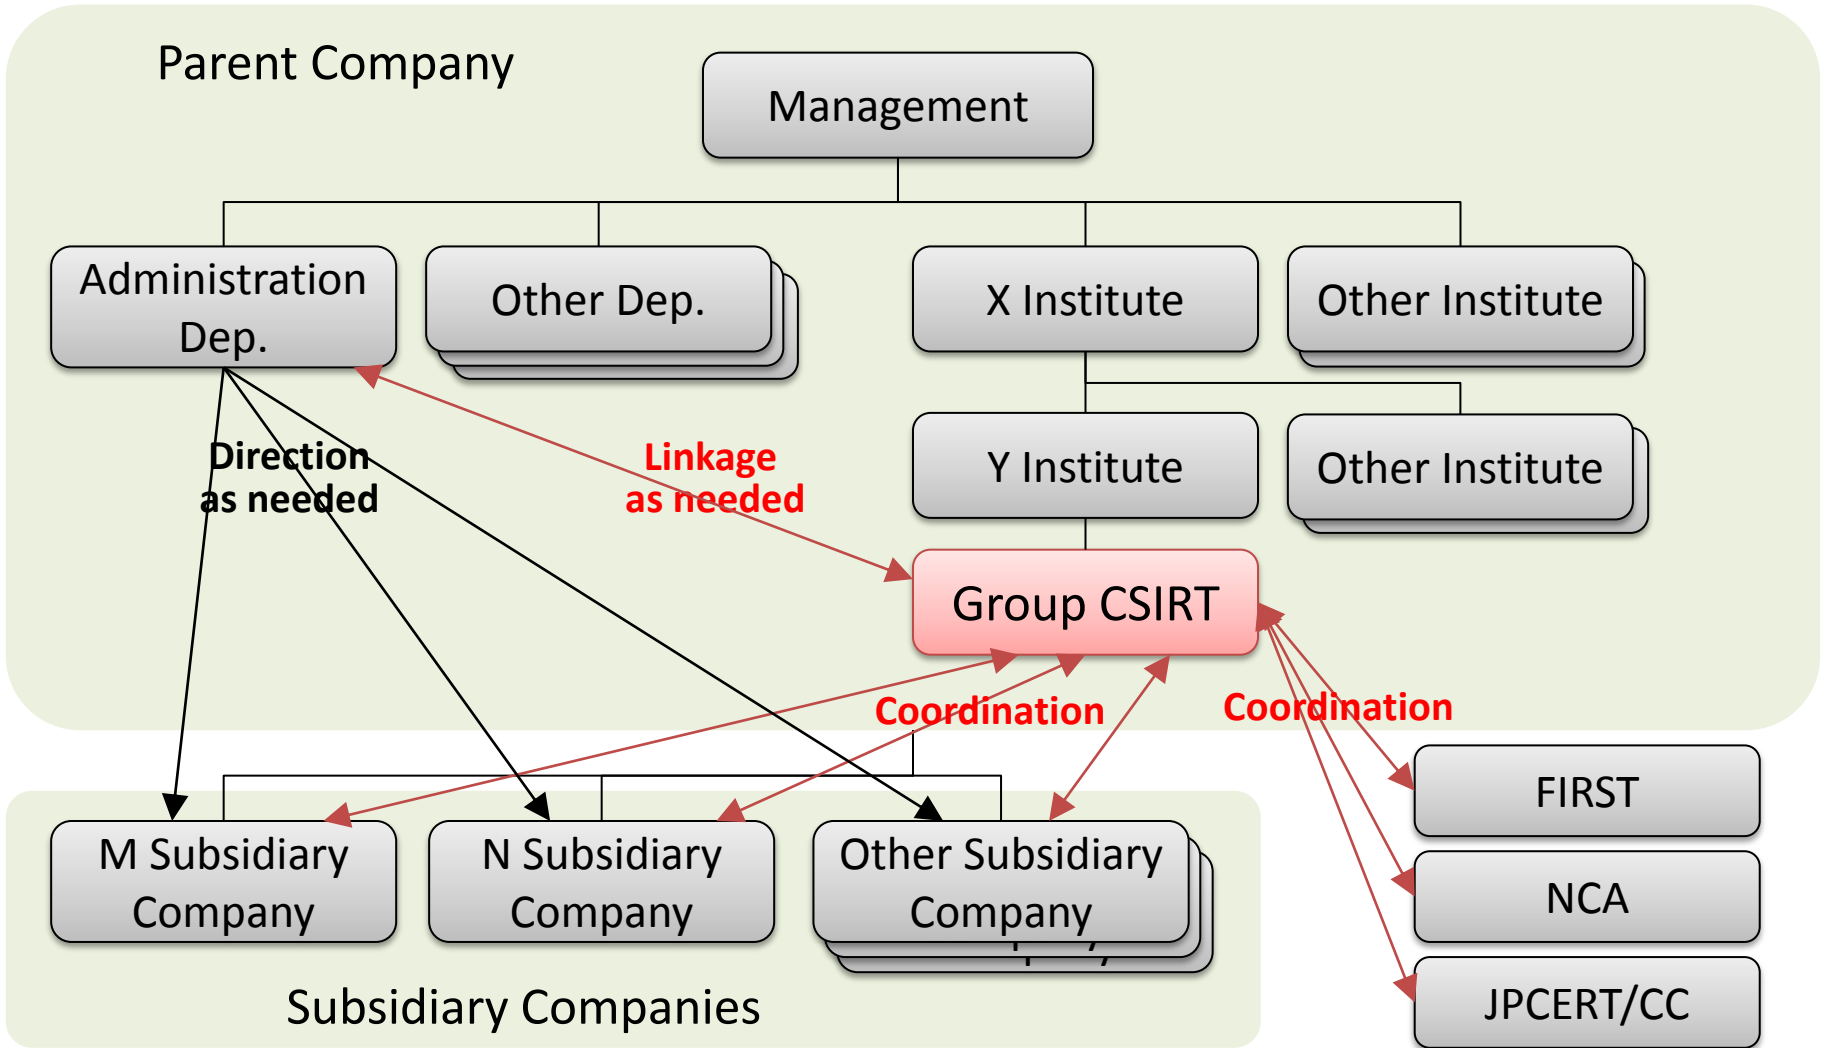 Parent Company
Management
Administration
Dep.
Other Dep.
X Institute
Other Institute
Direction
as needed
Linkage
as needed
Y Institute
Other Institute
Group CSIRT
Coordination
Coordination
M Subsidiary
Company
N Subsidiary
Company
Other Subsidiary
Company
FIRST
NCA
JPCERT/CC
Subsidiary Companies